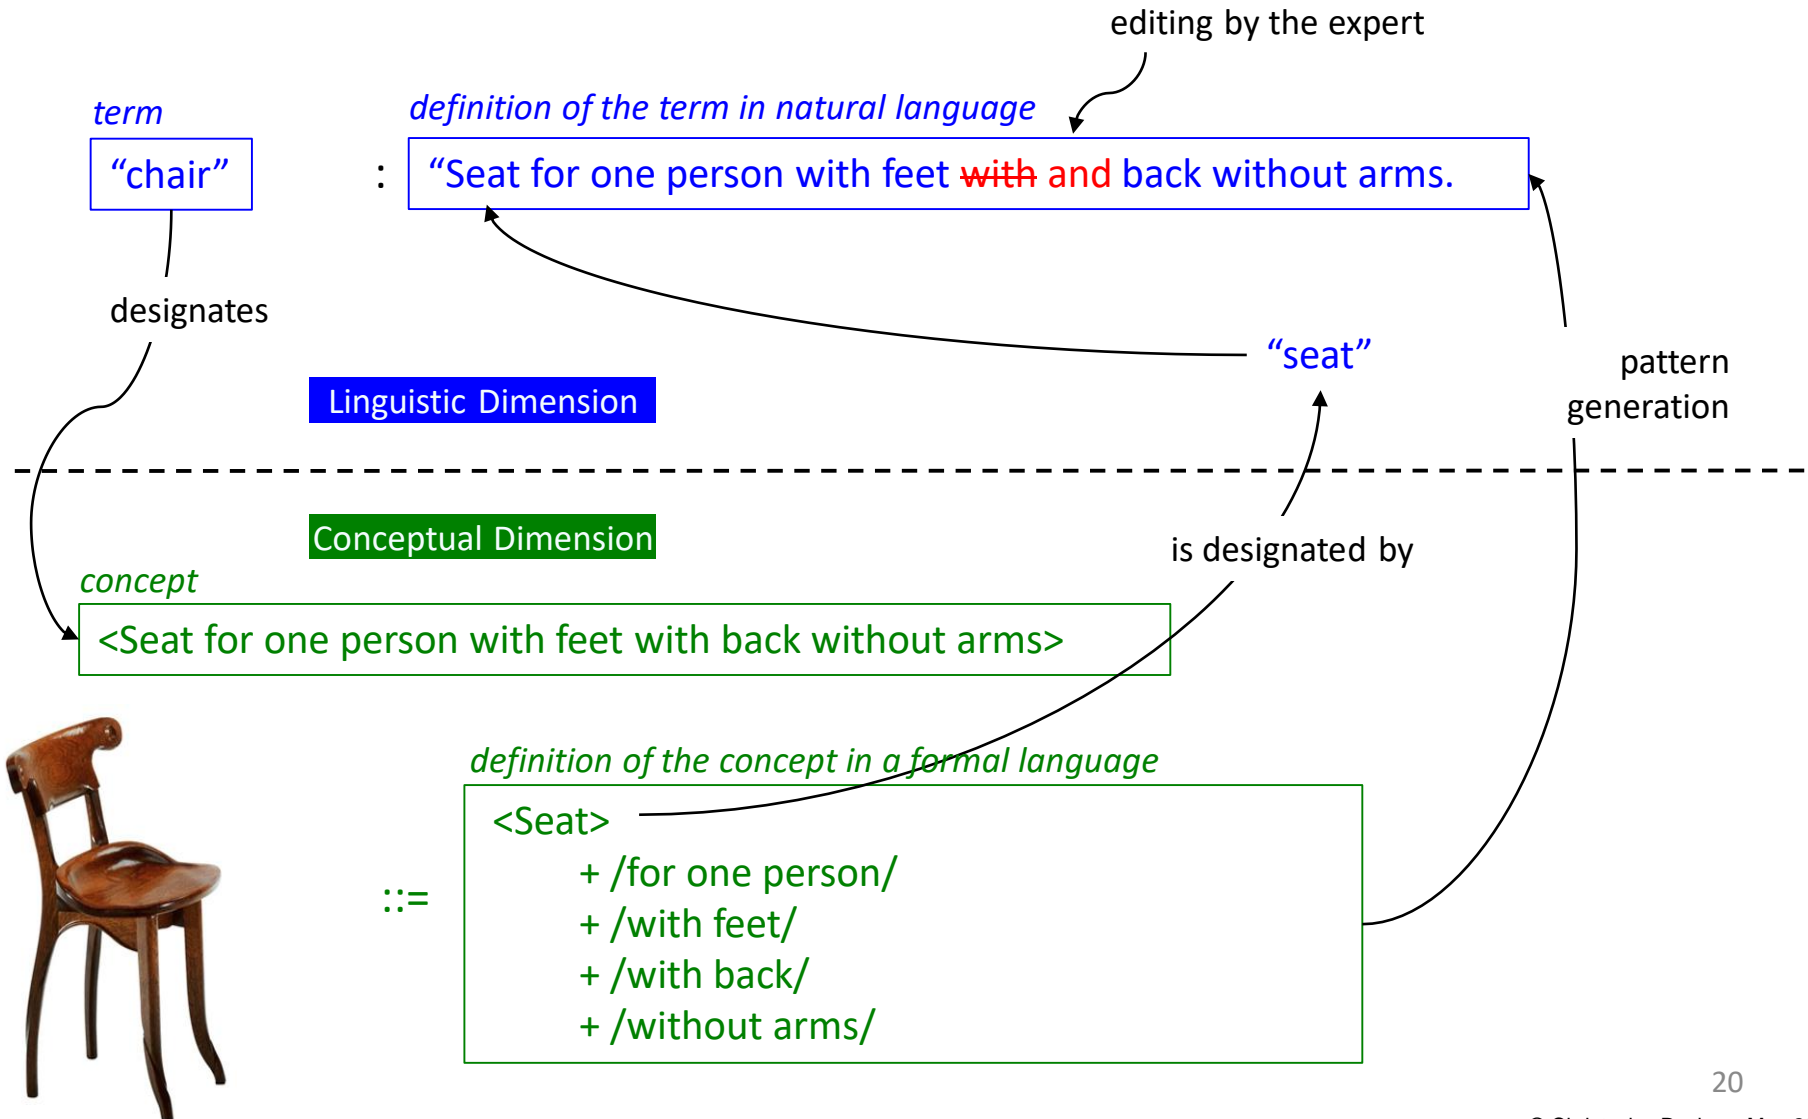 editing by the expert
term
definition of the term in natural language
“chair”
:
“Seat for one person with feet with and back without arms.
designates
“seat”
pattern
generation
Linguistic Dimension
Conceptual Dimension
is designated by
concept
<Seat for one person with feet with back without arms>
definition of the concept in a formal language
::=
<Seat>
+ /for one person/
+ /with feet/
+ /with back/
+ /without arms/
20